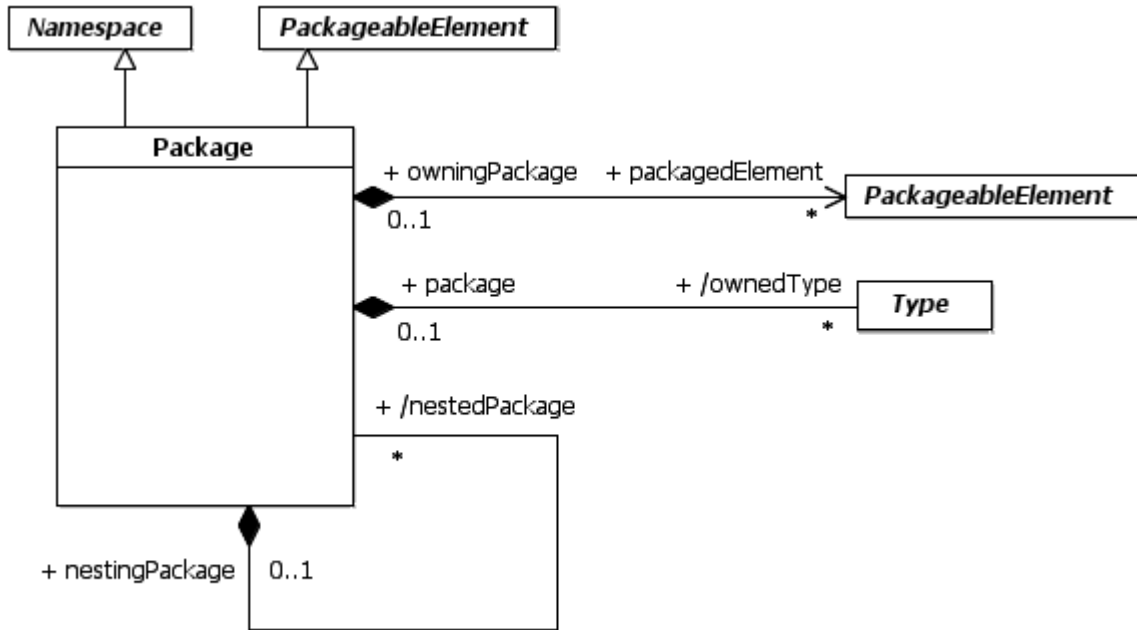 Namespace
PackageableElement
Package
+ owningPackage
+ packagedElement
0..1
*
PackageableElement
+ package
+ /ownedType
0..1
*
Type
+ /nestedPackage
*
+ nestingPackage
0..1